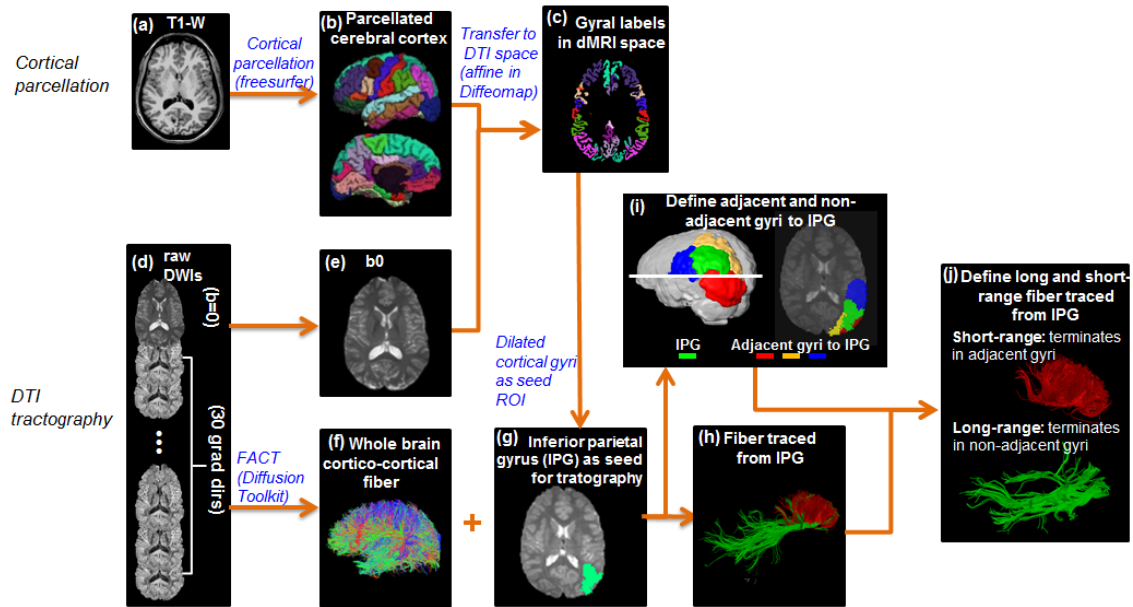 Cortical
parcellation
(a) T1-W
Cortical
parcellation
(freesurfer)
(b) Parcellated
cerebral cortex
Transfer to
DTI space
(affine in
Diffeomap)
(c) Gyral labels
in dMRI space
DTI
tractography
(d) raw
DWIs
(b=0)
(30 grad dirs)
(e) b0
FACT
(Diffusion
Toolkit)
(f) Whole brain
cortico-cortical
fiber
+
Dilated
cortical gyri
as seed
ROI
(g) Inferior parietal
gyrus (IPG) as seed
for tratography
(h) Fiber traced
from IPG
(i) Define adjacent and non-
adjacent gyri to IPG
IPG
Adjacent gyri to IPG
(j) Define long and short-
range fiber traced
from IPG
Short-range: terminates
in adjacent gyri
Long-range: terminates
in non-adjacent gyri